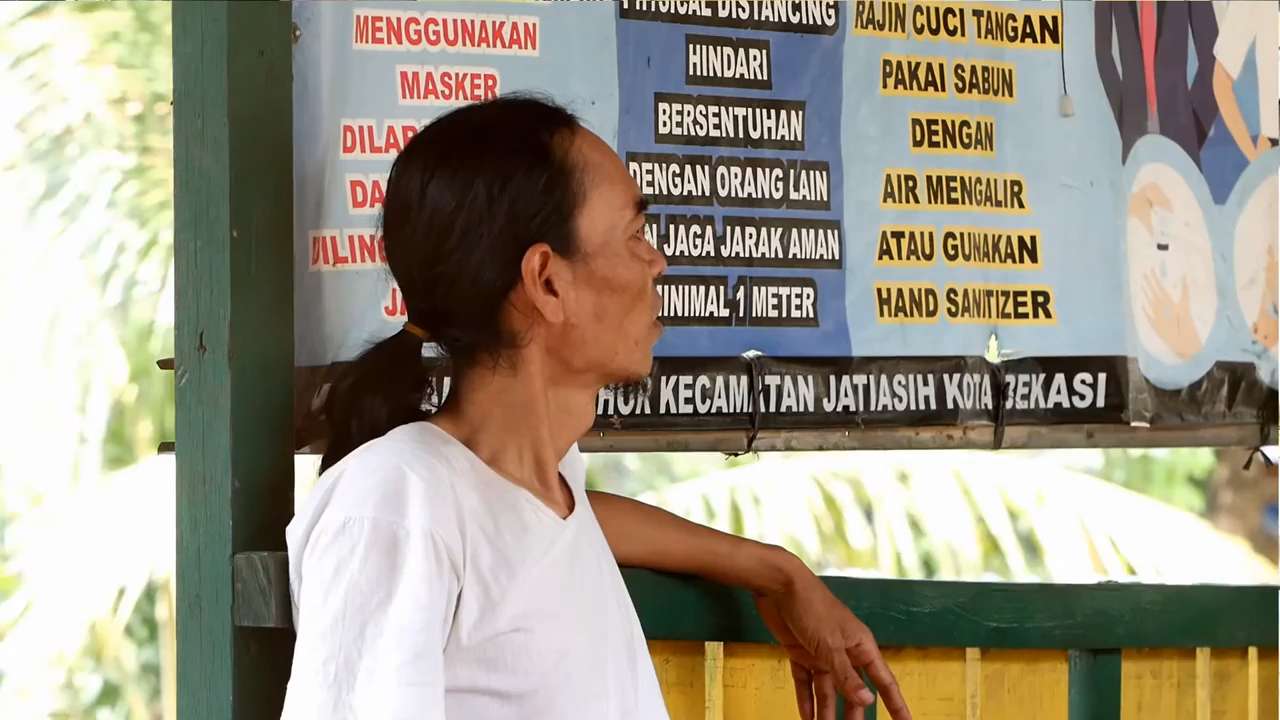 MENGGUNAKAN
MASKER
PHYSICAL DISTANCING
HINDARI
BERSENTUHAN
DENGAN ORANG LAIN
JAGA JARAK AMAN
MINIMAL 1 METER
RAJIN CUCI TANGAN
PAKAI SABUN
DENGAN
AIR MENGALIR
ATAU GUNAKAN
HAND SANITIZER
KECAMATAN JATIASIH KOTA BEKASI